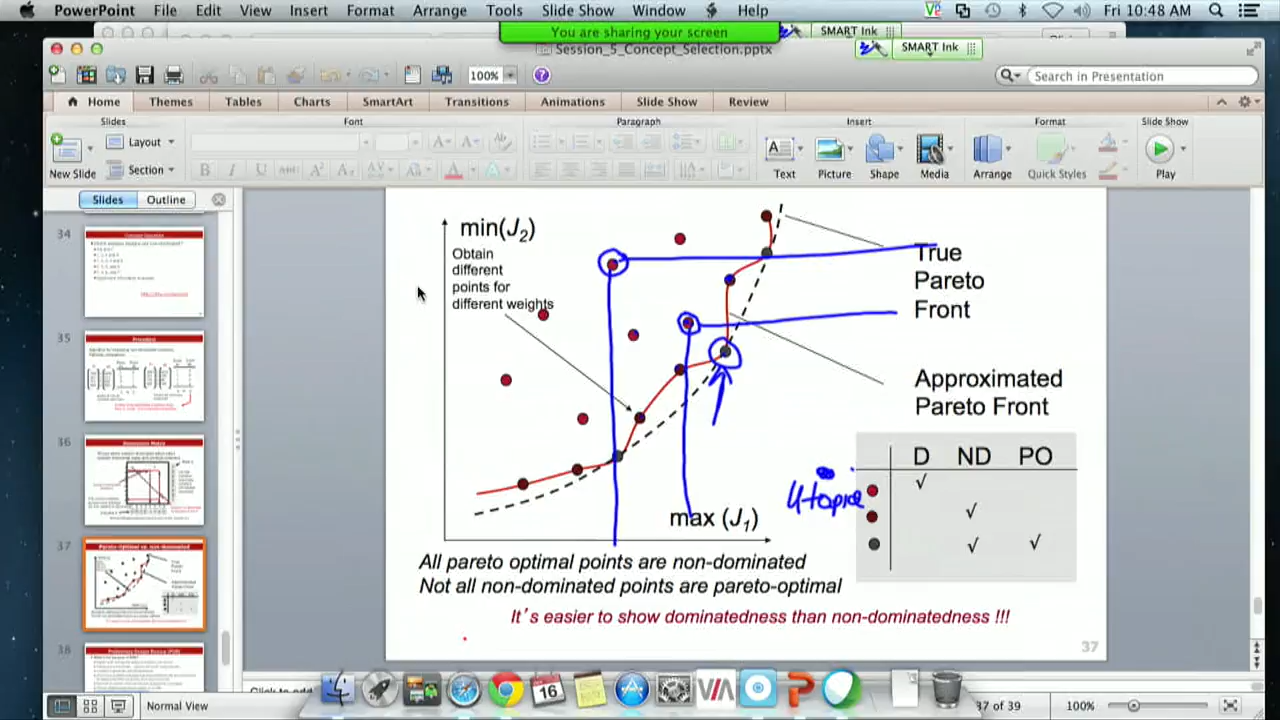 PowerPoint File Edit View Insert Format Arrange Tools Slide Show Window Help Fri 10:48 AM
You are sharing your screen
SMART Ink
Session_5_Concept_Selection.pptx
SMART Ink
100%
Search in Presentation
Home Themes Tables Charts SmartArt Transitions Animations Slide Show Review
Slides Font Paragraph Insert Format Slide Show
Layout
Section
New Slide
Text Picture Shape Media Arrange Quick Styles Play
Slides Outline
34
35
36
37
38
min(J2)
Obtain
different
points for
different weights
True
Pareto
Front
Approximated
Pareto Front
D ND PO
√
√
√ √
Utopia
max (J1)
All pareto optimal points are non-dominated
Not all non-dominated points are pareto-optimal
It's easier to show dominatedness than non-dominatedness !!!
37
Click to add
16
Normal View
37 of 39
100%